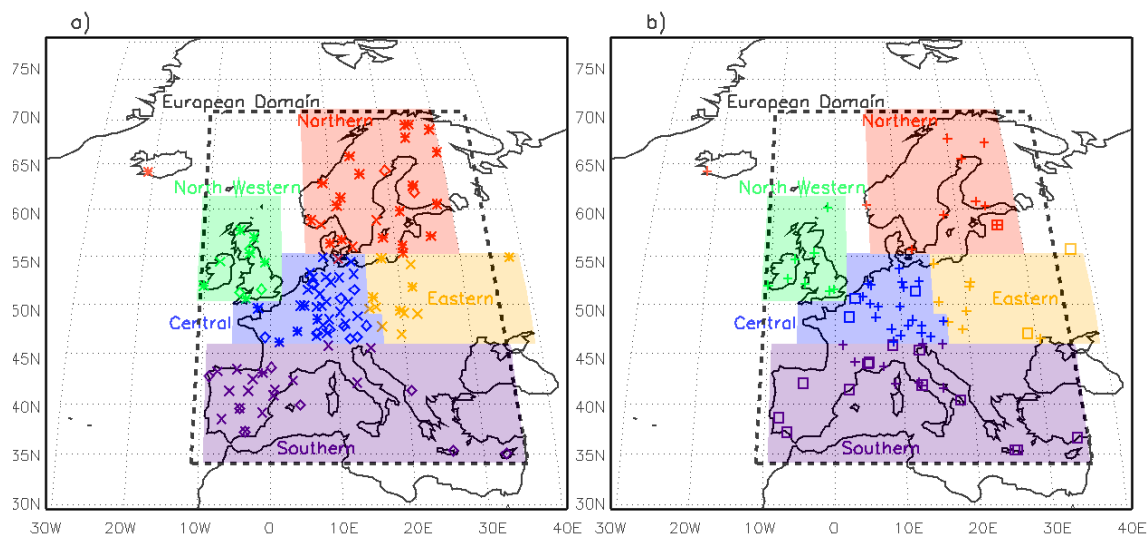 a)
75N
70N
65N
60N
55N
50N
45N
40N
35N
30N
30W
20W
10W
0
10E
20E
30E
40E
European Domain
Northern
North-Western
Central
Eastern
Southern
b)
75N
70N
65N
60N
55N
50N
45N
40N
35N
30N
30W
20W
10W
0
10E
20E
30E
40E
European Domain
Northern
North-Western
Central
Eastern
Southern